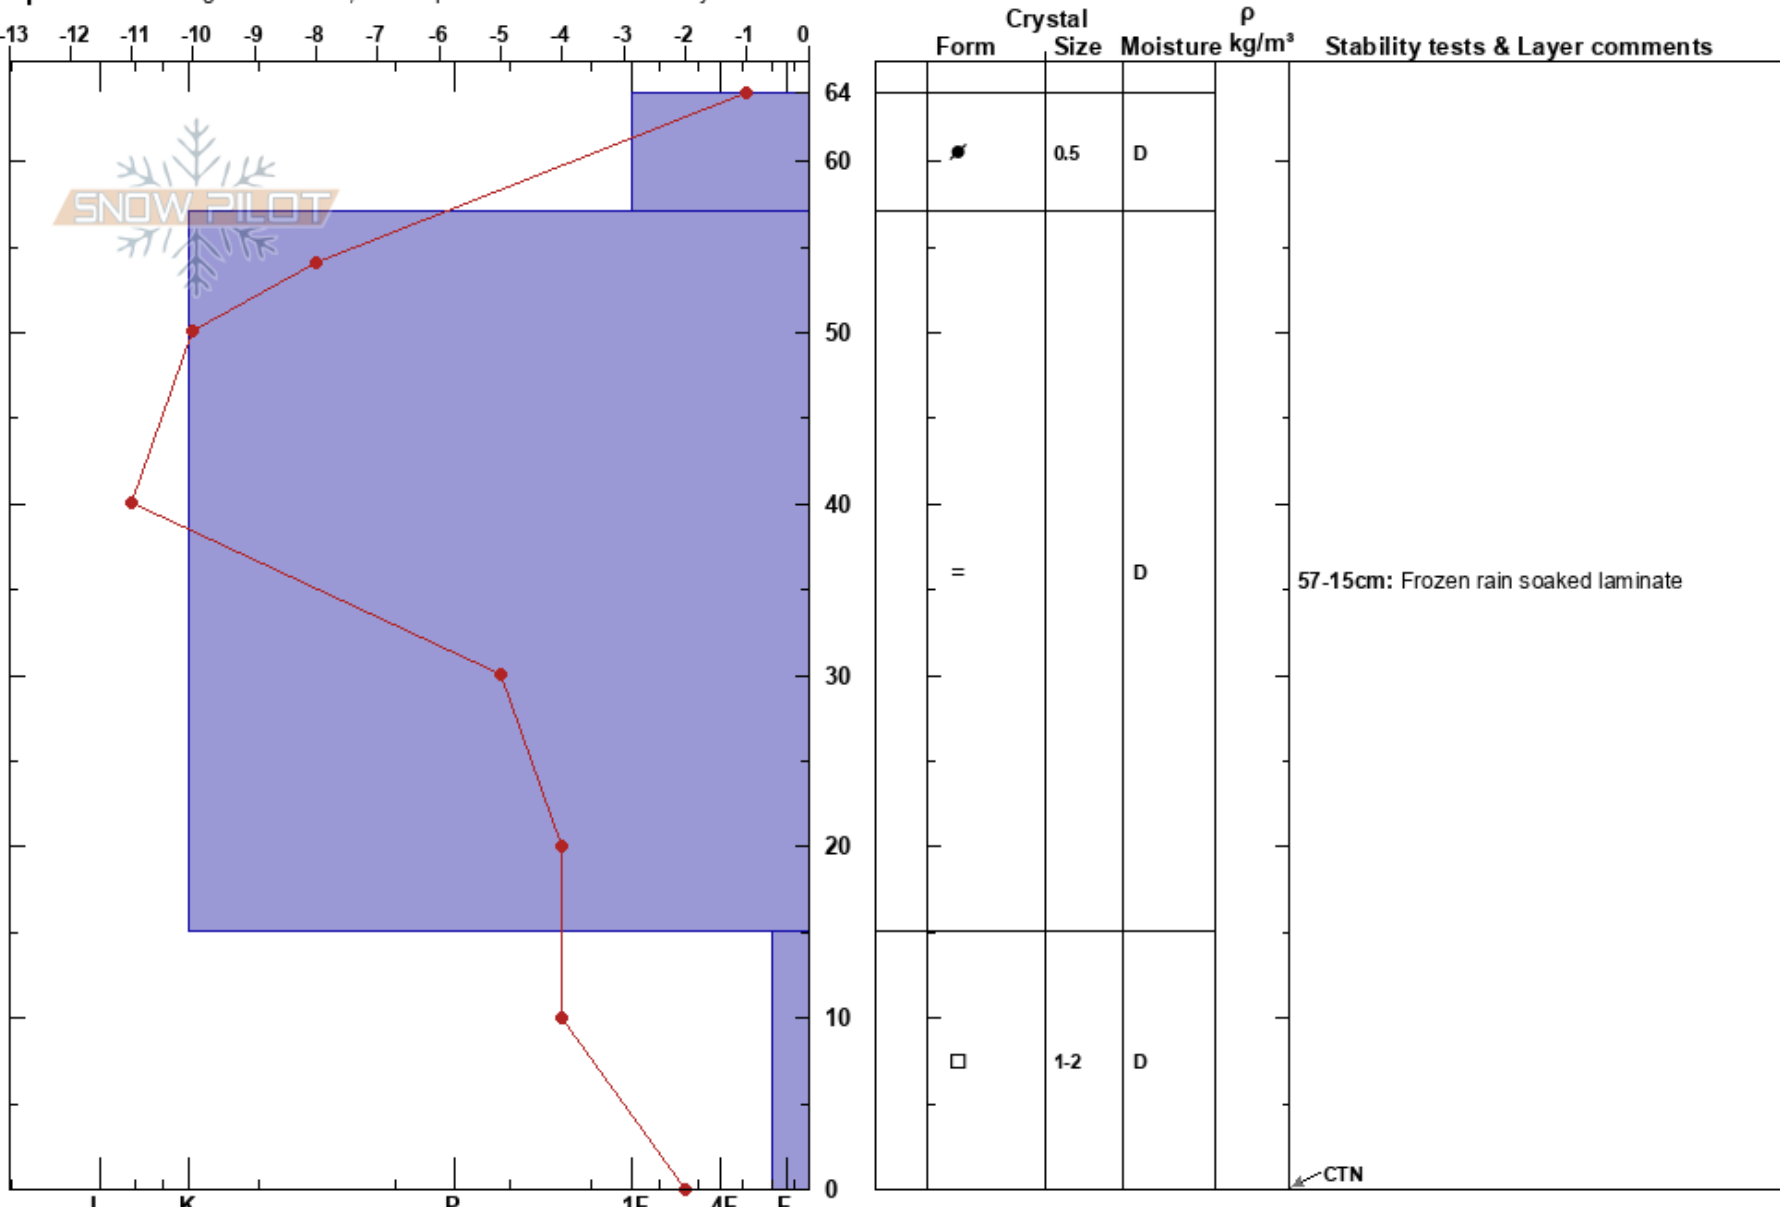 -13 -12 -11 -10 -9 -8 -7 -6 -5 -4 -3 -2 -1 0
Crystal
ρ
Form Size Moisture kg/m³ Stability tests & Layer comments
64
60
0.5 D
SNOW PILOT
50
40
= D
57-15cm: Frozen rain soaked laminate
30
20
10
1-2 D
CTN
0
I K P 1F 4F F